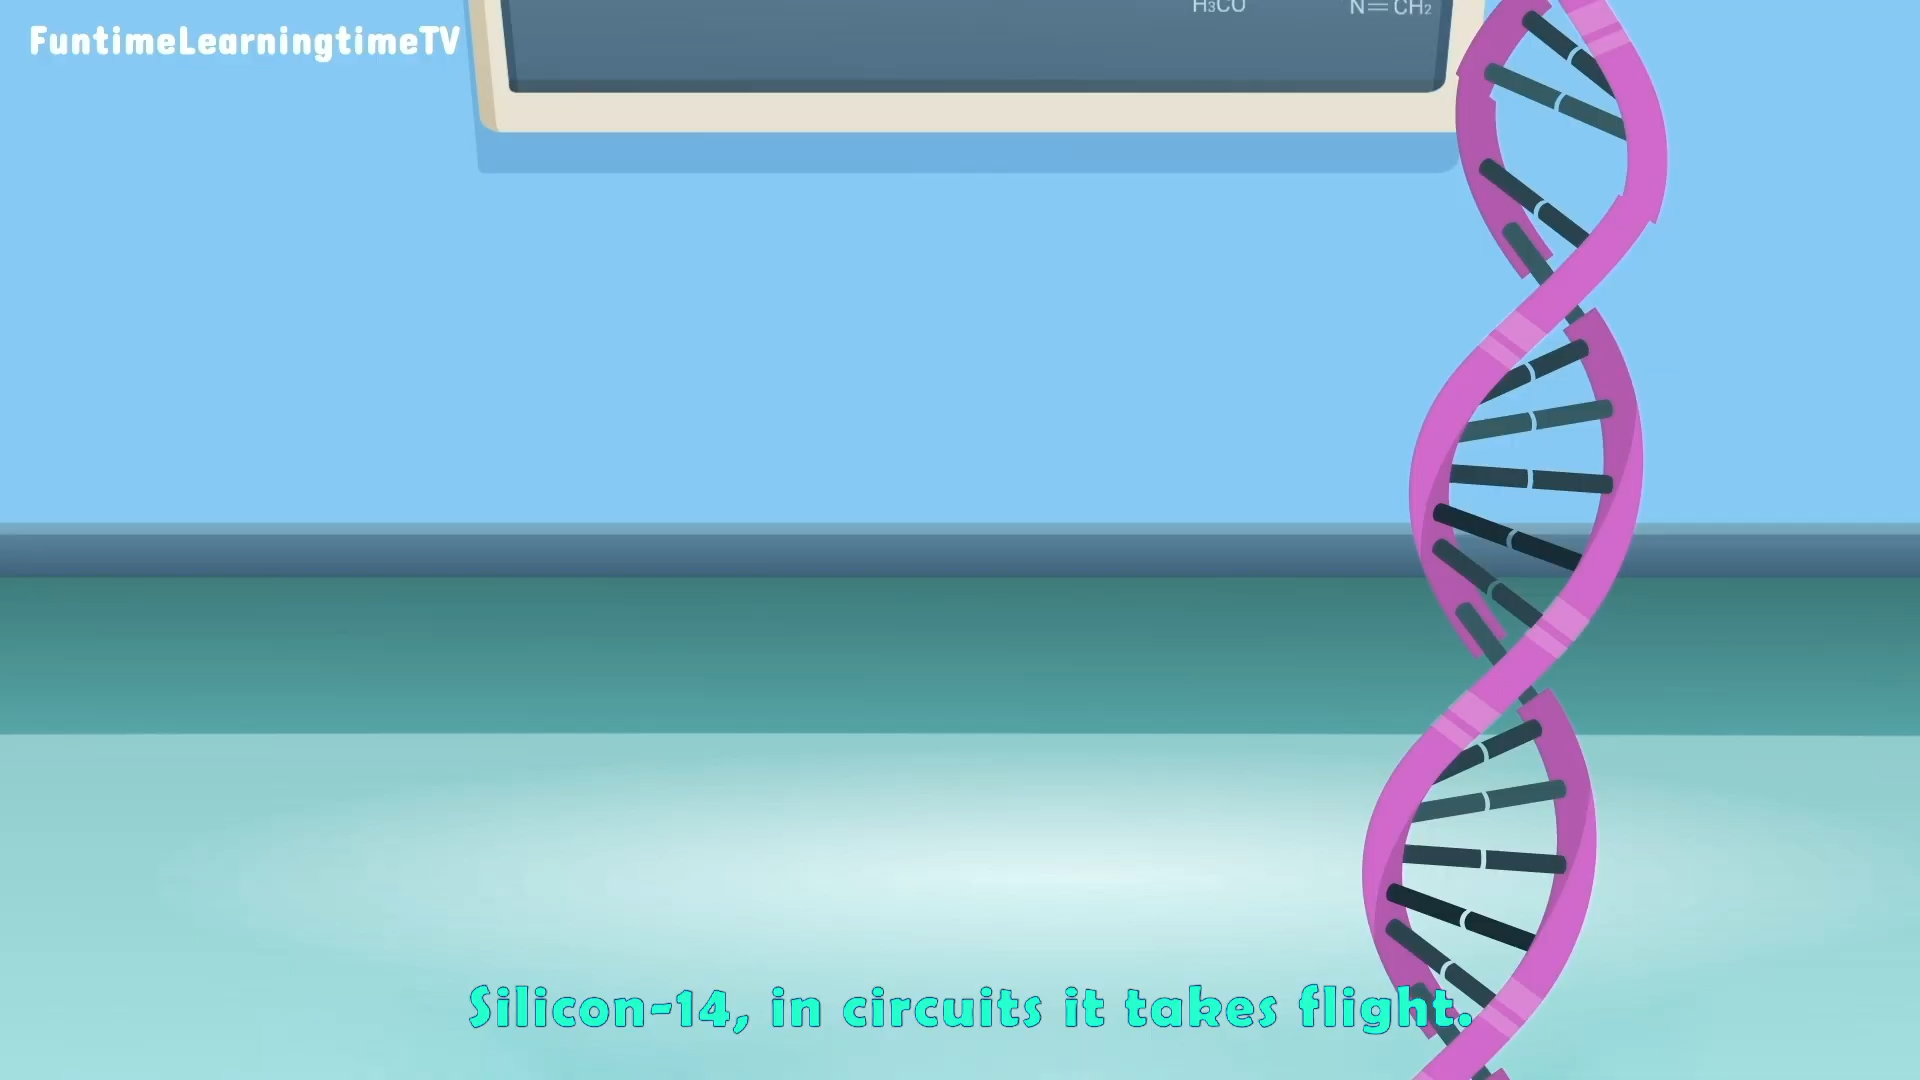 H₃CO N=CH₂
FuntimeLearningtimeTV
Silicon-14, in circuits it takes flight.